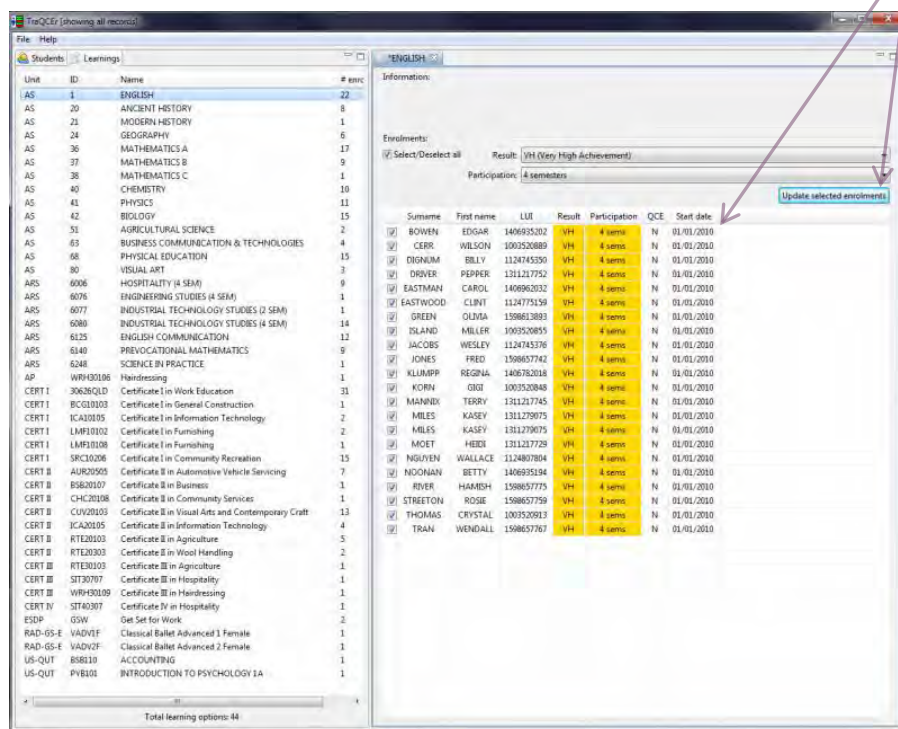 TraQCEr [showing all records]
File Help
Students Learnings
Unit ID Name # enrc
AS 1 ENGLISH 22
AS 20 ANCIENT HISTORY 8
AS 21 MODERN HISTORY 1
AS 24 GEOGRAPHY 6
AS 36 MATHEMATICS A 17
AS 37 MATHEMATICS B 9
AS 38 MATHEMATICS C 1
AS 40 CHEMISTRY 10
AS 41 PHYSICS 11
AS 42 BIOLOGY 15
AS 51 AGRICULTURAL SCIENCE 2
AS 63 BUSINESS COMMUNICATION & TECHNOLOGIES 4
AS 68 PHYSICAL EDUCATION 15
AS 80 VISUAL ART 3
ARS 6006 HOSPITALITY (4 SEM) 9
ARS 6076 ENGINEERING STUDIES (4 SEM) 1
ARS 6077 INDUSTRIAL TECHNOLOGY STUDIES (2 SEM) 1
ARS 6080 INDUSTRIAL TECHNOLOGY STUDIES (4 SEM) 14
ARS 6125 ENGLISH COMMUNICATION 12
ARS 6140 PREVOCATIONAL MATHEMATICS 9
ARS 6248 SCIENCE IN PRACTICE 1
AP WRH30106 Hairdressing 1
CERT I 30626QLD Certificate I in Work Education 31
CERT I BCG10103 Certificate I in General Construction 1
CERT I ICA10105 Certificate I in Information Technology 2
CERT I LMF10102 Certificate I in Furnishing 2
CERT I LMF10108 Certificate I in Furnishing 1
CERT I SRC10206 Certificate I in Community Recreation 15
CERT II AUR20505 Certificate II in Automotive Vehicle Servicing 7
CERT II BSB20107 Certificate II in Business 1
CERT II CHC20108 Certificate II in Community Services 1
CERT II CUV20103 Certificate II in Visual Arts and Contemporary Craft 13
CERT II ICA20105 Certificate II in Information Technology 4
CERT II RTE20103 Certificate II in Agriculture 5
CERT II RTE20303 Certificate II in Wool Handling 2
CERT III RTE30103 Certificate III in Agriculture 1
CERT III SIT30707 Certificate III in Hospitality 1
CERT III WRH30109 Certificate III in Hairdressing 1
CERT IV SIT40307 Certificate IV in Hospitality 1
ESDP GSW Get Set for Work 2
RAD-GS-E VADV1F Classical Ballet Advanced 1 Female 1
RAD-GS-E VADV2F Classical Ballet Advanced 2 Female 1
US-QUT BSB110 ACCOUNTING 1
US-QUT PYB101 INTRODUCTION TO PSYCHOLOGY 1A 1
Total learning options: 44
*ENGLISH
Information:
Enrolments:
Select/Deselect all Result: VH (Very High Achievement)
Participation: 4 semesters
Update selected enrolments
Surname First name LUI Result Participation QCE Start date
BOWEN EDGAR 1406935202 VH 4 sems N 01/01/2010
CERR WILSON 1003520889 VH 4 sems N 01/01/2010
DIGNUM BILLY 1124745350 VH 4 sems N 01/01/2010
DRIVER PEPPER 1311217752 VH 4 sems N 01/01/2010
EASTMAN CAROL 1406962032 VH 4 sems N 01/01/2010
EASTWOOD CLINT 1124775159 VH 4 sems N 01/01/2010
GREEN OLIVIA 1598613893 VH 4 sems N 01/01/2010
ISLAND MILLER 1003520855 VH 4 sems N 01/01/2010
JACOBS WESLEY 1124745376 VH 4 sems N 01/01/2010
JONES FRED 1598657742 VH 4 sems N 01/01/2010
KLUMPP REGINA 1406782018 VH 4 sems N 01/01/2010
KORN GIGI 1003520848 VH 4 sems N 01/01/2010
MANNIX TERRY 1311217745 VH 4 sems N 01/01/2010
MILES KASEY 1311279075 VH 4 sems N 01/01/2010
MILES KASEY 1311279075 VH 4 sems N 01/01/2010
MOET HEIDI 1311217729 VH 4 sems N 01/01/2010
NGUYEN WALLACE 1124807804 VH 4 sems N 01/01/2010
NOONAN BETTY 1406935194 VH 4 sems N 01/01/2010
RIVER HAMISH 1598657775 VH 4 sems N 01/01/2010
STREETON ROSIE 1598657759 VH 4 sems N 01/01/2010
THOMAS CRYSTAL 1003520913 VH 4 sems N 01/01/2010
TRAN WENDALL 1598657767 VH 4 sems N 01/01/2010